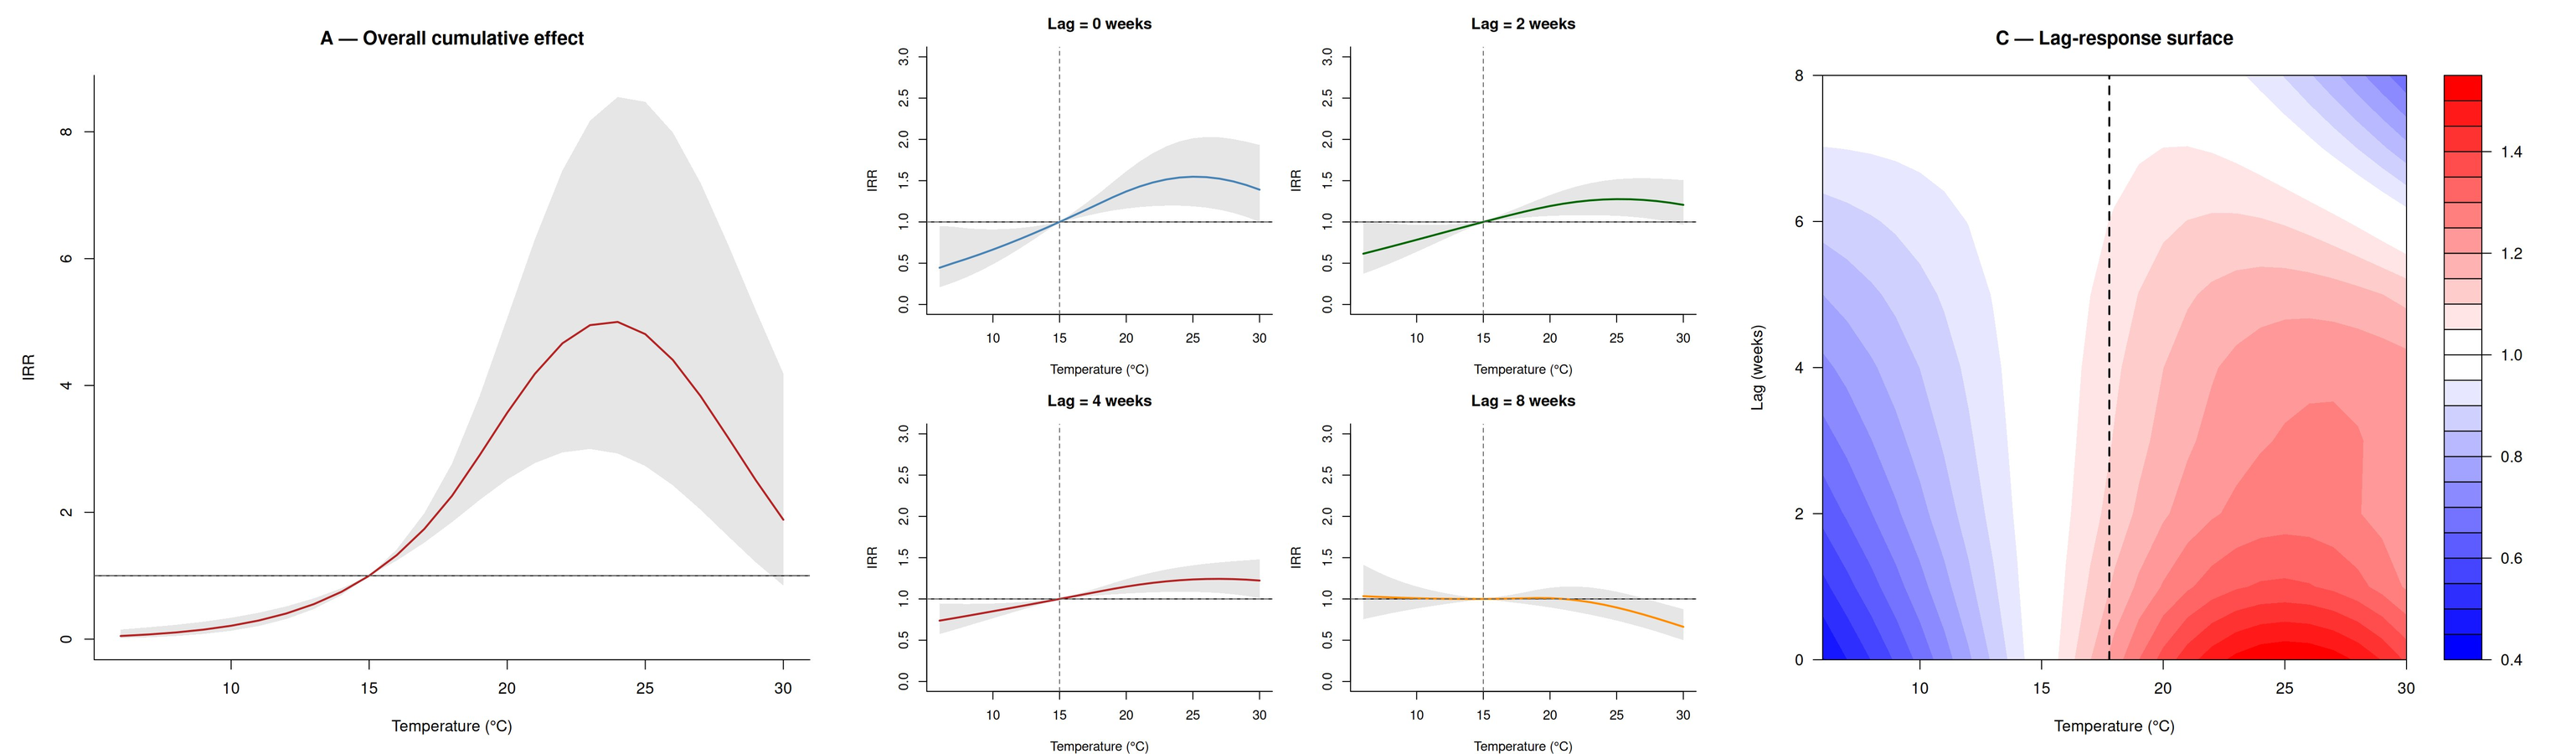 A — Overall cumulative effect
IRR
8
6
4
2
0
10 15 20 25 30
Temperature (°C)
Lag = 0 weeks
IRR
3.0
2.5
2.0
1.5
1.0
0.5
0.0
10 15 20 25 30
Temperature (°C)
Lag = 2 weeks
IRR
3.0
2.5
2.0
1.5
1.0
0.5
0.0
10 15 20 25 30
Temperature (°C)
Lag = 4 weeks
IRR
3.0
2.5
2.0
1.5
1.0
0.5
0.0
10 15 20 25 30
Temperature (°C)
Lag = 8 weeks
IRR
3.0
2.5
2.0
1.5
1.0
0.5
0.0
10 15 20 25 30
Temperature (°C)
C — Lag-response surface
Lag (weeks)
8
6
4
2
0
10 15 20 25 30
Temperature (°C)
1.4
1.2
1.0
0.8
0.6
0.4